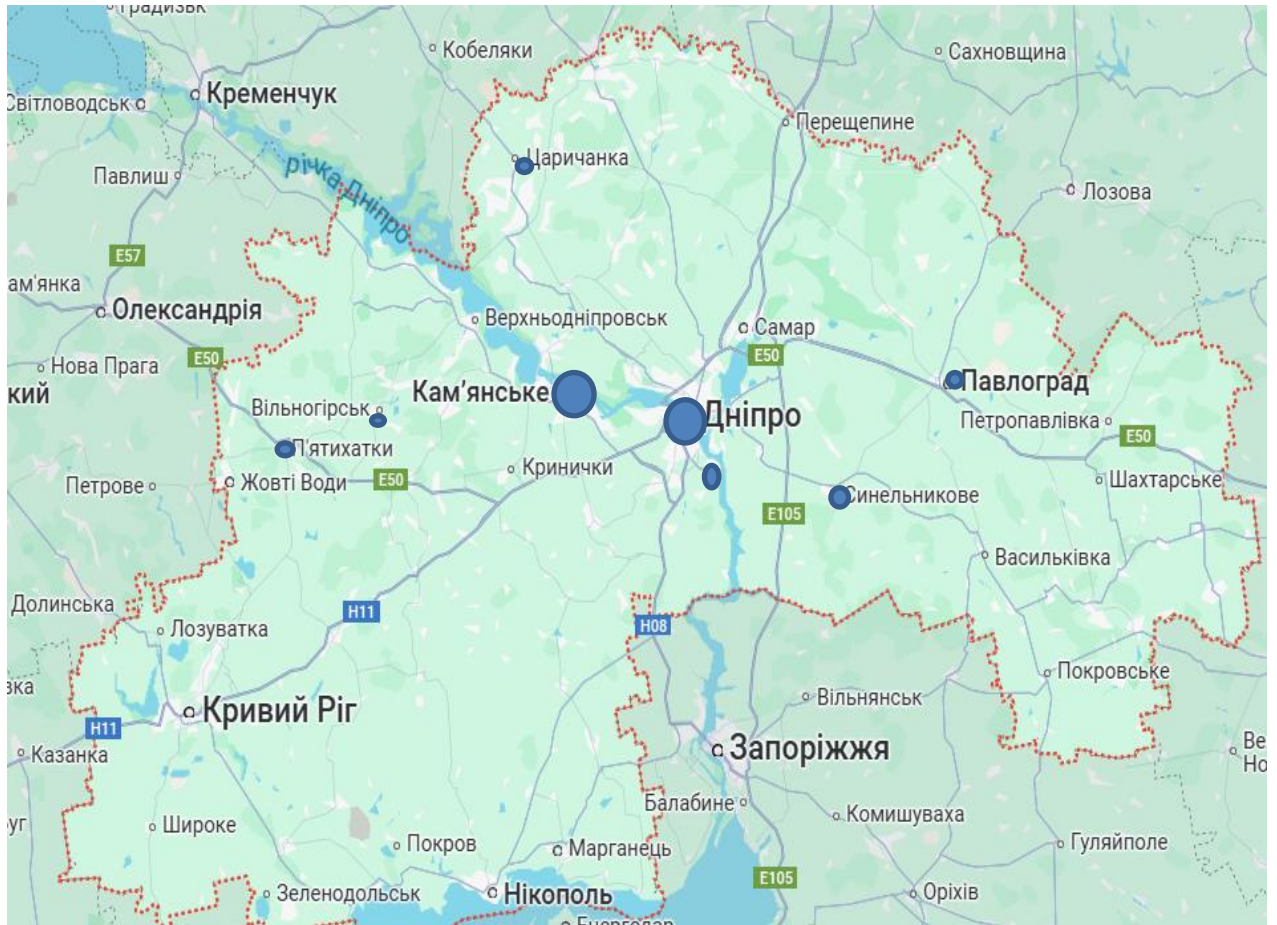 Градизьк
Кобеляки
Сахновщина
Світловодськ
Кременчук
Перещепине
Царичанка
Павлиш
річка Дніпро
Лозова
E57
ам'янка
Олександрія
Верхньодніпровськ
Самар
E50
E50
Нова Прага
кий
Кам'янське
Павлоград
Вільногірськ
Дніпро
Петропавлівка
E50
П'ятихатки
Кринички
Петрове
Жовті Води
E50
Шахтарське
Синельникове
E105
Васильківка
Долинська
H11
Лозуватка
H08
Покровське
вка
Вільнянськ
Кривий Ріг
H11
Казанка
Запоріжжя
Ве
Но
Балабине
Комишуваха
уг
Широке
Покров
Марганець
Гуляйполе
E105
Зеленодольськ
Нікополь
Оріхів
Енергодар